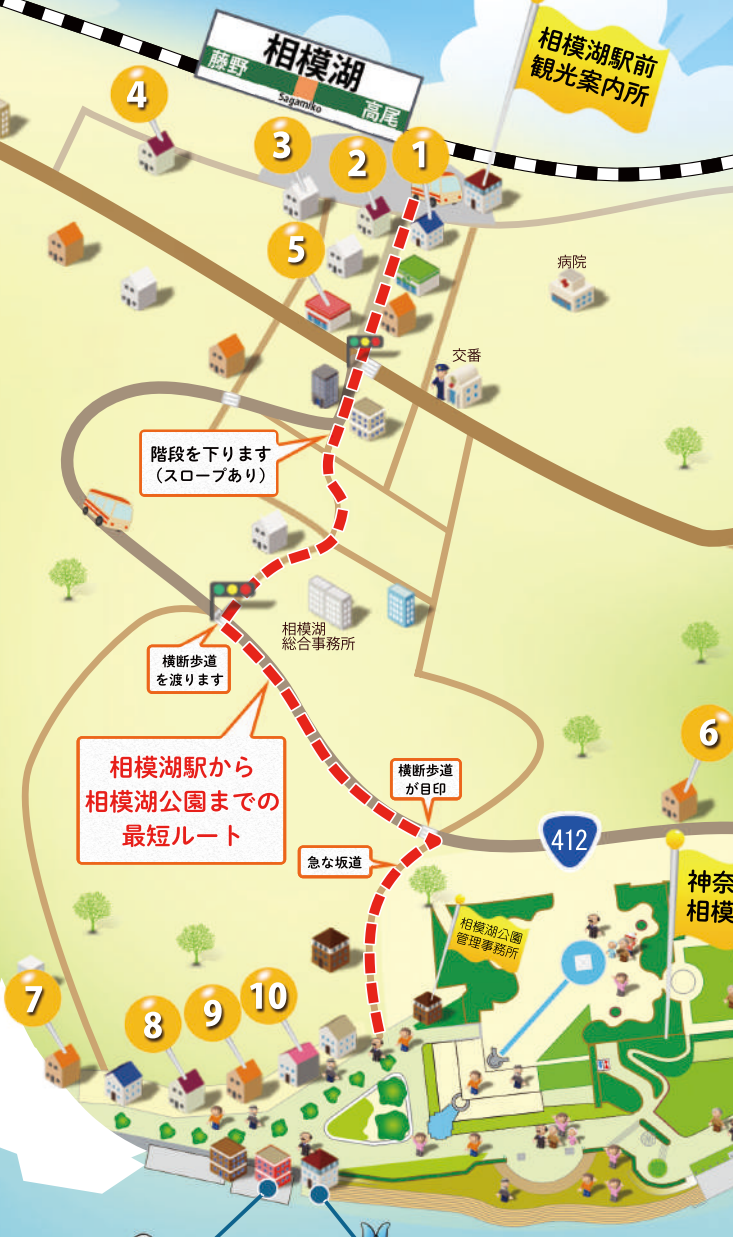 相模湖
藤野
Sagamiko
高尾
相模湖駅前
観光案内所
4
3
2
1
5
病院
交番
階段を下ります
(スロープあり)
相模湖
総合事務所
横断歩道
を渡ります
相模湖駅から
相模湖公園までの
最短ルート
6
横断歩道
が目印
412
急な坂道
神奈
相模
相模湖公園
管理事務所
7
8
9
10